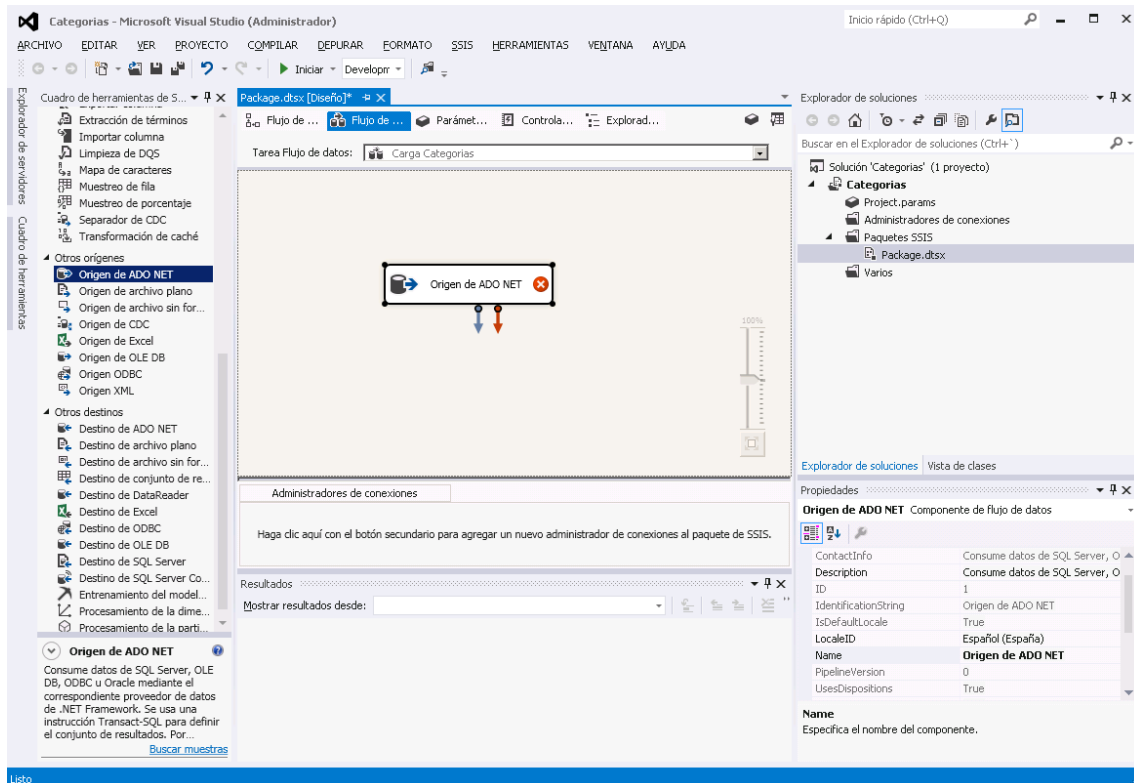 Categorias - Microsoft Visual Studio (Administrador)
Inicio rápido (Ctrl+Q)
ARCHIVO EDITAR VER PROYECTO COMPILAR DEPURAR FORMATO SSIS HERRAMIENTAS VENTANA AYUDA
Iniciar Developm
Explorador de servidores
Cuadro de herramientas
Cuadro de herramientas de S...
Exportar columna
Extracción de términos
Importar columna
Limpieza de DQS
Mapa de caracteres
Muestreo de fila
Muestreo de porcentaje
Separador de CDC
Transformación de caché
Otros orígenes
Origen de ADO NET
Origen de archivo plano
Origen de archivo sin for...
Origen de CDC
Origen de Excel
Origen de OLE DB
Origen ODBC
Origen XML
Otros destinos
Destino de ADO NET
Destino de archivo plano
Destino de archivo sin for...
Destino de conjunto de re...
Destino de DataReader
Destino de Excel
Destino de ODBC
Destino de OLE DB
Destino de SQL Server
Destino de SQL Server Co...
Entrenamiento del model...
Procesamiento de la dime...
Procesamiento de la parti...
Origen de ADO NET
Consume datos de SQL Server, OLE
DB, ODBC u Oracle mediante el
correspondiente proveedor de datos
de .NET Framework. Se usa una
instrucción Transact-SQL para definir
el conjunto de resultados. Por...
Buscar muestras
Package.dtsx [Diseño]*
Flujo de ... Flujo de ... Parámet... Controla... Explorad...
Tarea Flujo de datos: Carga Categorias
Origen de ADO NET
100%
Administradores de conexiones
Haga clic aquí con el botón secundario para agregar un nuevo administrador de conexiones al paquete de SSIS.
Resultados
Mostrar resultados desde:
Explorador de soluciones
Buscar en el Explorador de soluciones (Ctrl+`)
Solución 'Categorias' (1 proyecto)
Categorias
Project.params
Administradores de conexiones
Paquetes SSIS
Package.dtsx
Varios
Explorador de soluciones Vista de clases
Propiedades
Origen de ADO NET Componente de flujo de datos
ContactInfo Consume datos de SQL Server, O
Description Consume datos de SQL Server, O
ID 1
IdentificationString Origen de ADO NET
IsDefaultLocale True
LocaleID Español (España)
Name Origen de ADO NET
PipelineVersion 0
UsesDispositions True
Name
Especifica el nombre del componente.
Listo